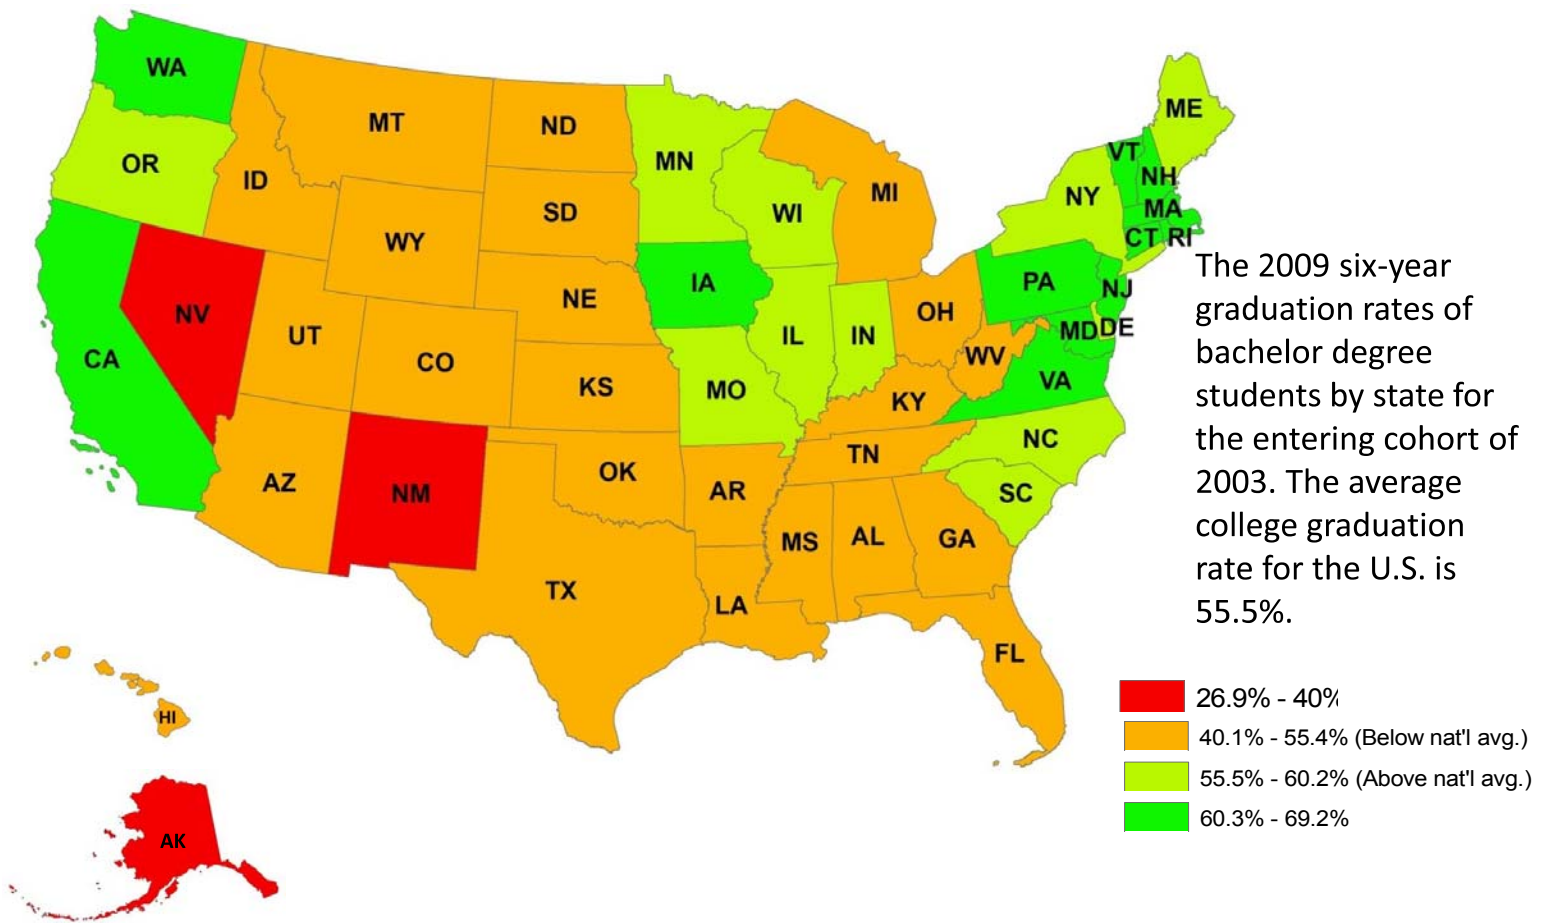 WA
MT
ND
ME
OR
ID
MN
VT
NH
SD
WI
MI
NY
MA
WY
CT RI
IA
PA
NJ
NV
NE
OH
MD DE
UT
IL
IN
WV
CA
CO
KS
MO
KY
VA
NC
TN
AZ
NM
OK
AR
SC
MS
AL
GA
TX
LA
FL
HI
AK
The 2009 six-year
graduation rates of
bachelor degree
students by state for
the entering cohort of
2003. The average
college graduation
rate for the U.S. is
55.5%.
26.9% - 40%
40.1% - 55.4% (Below nat'l avg.)
55.5% - 60.2% (Above nat'l avg.)
60.3% - 69.2%